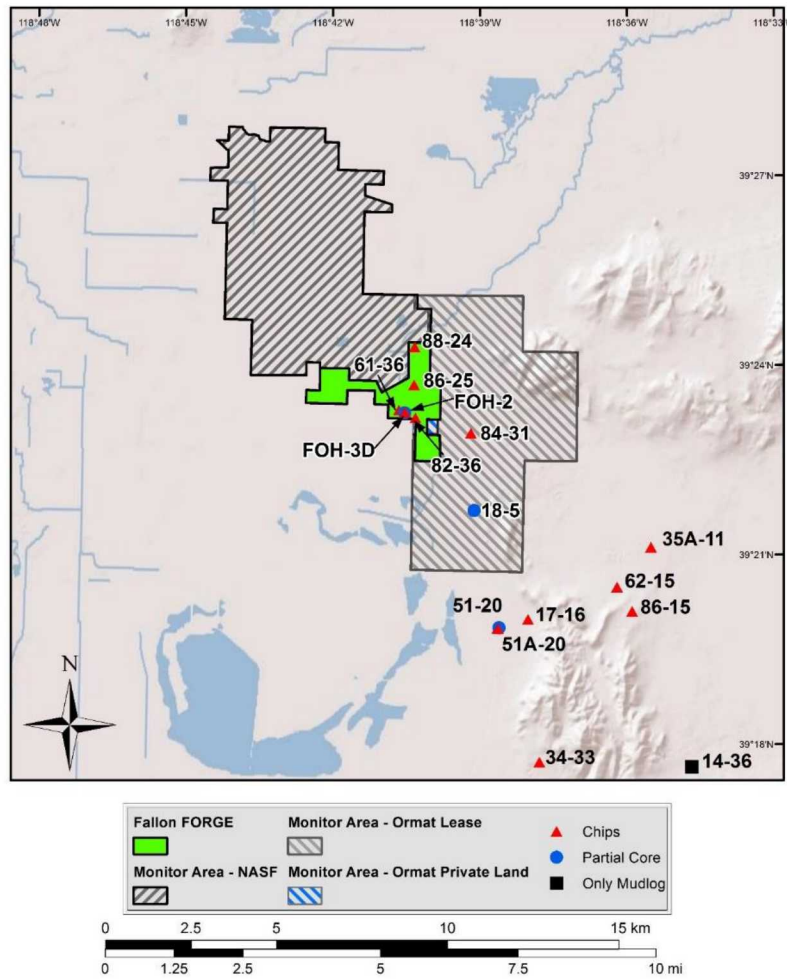 118°48'W 118°45'W 118°42'W 118°39'W 118°36'W 118°33'
39°27'N
39°24'N
88-24
61-36
86-25
FOH-2
FOH-3D
84-31
82-36
18-5
39°21'N
35A-11
62-15
51-20
17-16
86-15
51A-20
N
39°18'N
34-33
14-36
Fallon FORGE Monitor Area - Ormat Lease
Chips
Partial Core
Monitor Area - NASF Monitor Area - Ormat Private Land
Only Mudlog
0 2.5 5 10 15 km
0 1.25 2.5 5 7.5 10 mi